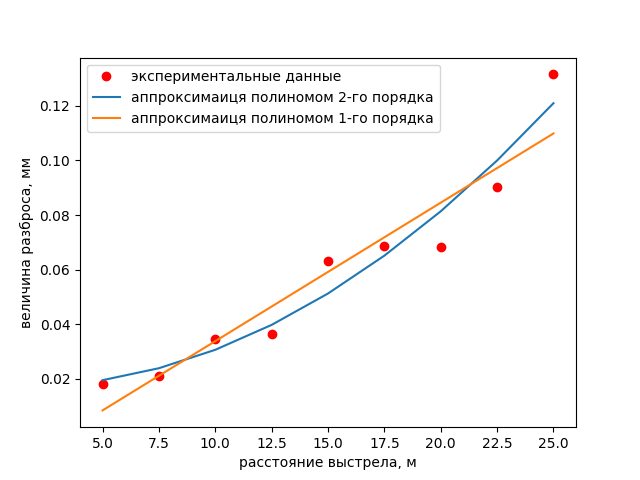 экспериментальные данные
аппроксимаиця полиномом 2-го порядка
аппроксимаиця полиномом 1-го порядка
0.12
0.10
0.08
0.06
0.04
0.02
величина разброса, мм
5.0 7.5 10.0 12.5 15.0 17.5 20.0 22.5 25.0
расстояние выстрела, м